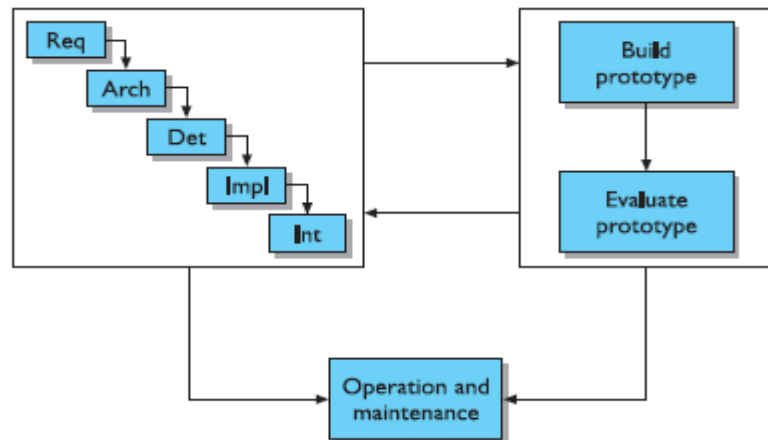 Req
Arch
Det
Impl
Int
Build
prototype
Evaluate
prototype
Operation and
maintenance